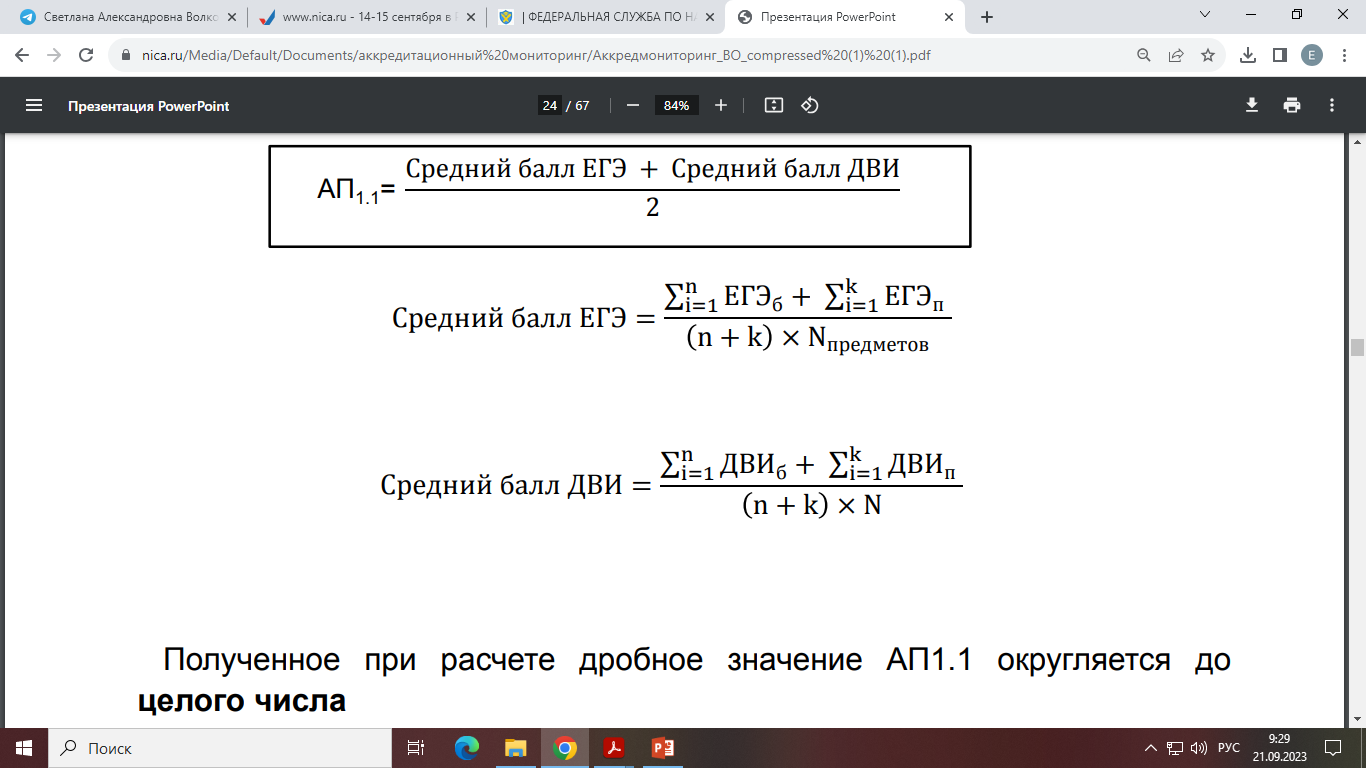 Светлана Александровна Волко
www.nica.ru - 14-15 сентября в
| ФЕДЕРАЛЬНАЯ СЛУЖБА ПО НА
Презентация PowerPoint
nica.ru/Media/Default/Documents/аккредитационный%20мониторинг/Аккредмониторинг_ВО_compressed%20(1)%20(1).pdf
E
Презентация PowerPoint
24 / 67
84%
АП1.1= (Средний балл ЕГЭ + Средний балл ДВИ) / 2
Средний балл ЕГЭ = (∑ⁿi=1 ЕГЭб + ∑ᵏi=1 ЕГЭп) / ((n + k) × Nпредметов)
Средний балл ДВИ = (∑ⁿi=1 ДВИб + ∑ᵏi=1 ДВИп) / ((n + k) × N)
Полученное при расчете дробное значение АП1.1 округляется до
целого числа
Поиск
РУС
9:29
21.09.2023